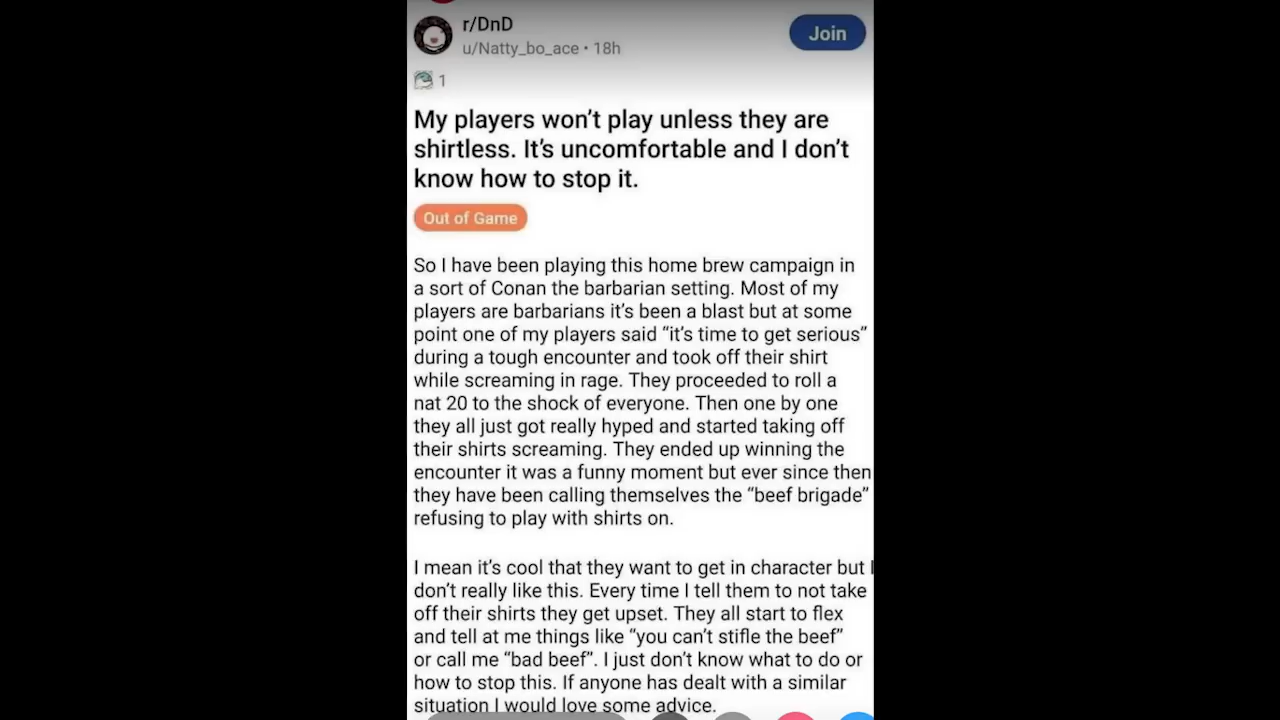 r/DnD
u/Natty_bo_ace • 18h
Join
1
My players won't play unless they are
shirtless. It's uncomfortable and I don't
know how to stop it.
Out of Game
So I have been playing this home brew campaign in
a sort of Conan the barbarian setting. Most of my
players are barbarians it's been a blast but at some
point one of my players said “it's time to get serious”
during a tough encounter and took off their shirt
while screaming in rage. They proceeded to roll a
nat 20 to the shock of everyone. Then one by one
they all just got really hyped and started taking off
their shirts screaming. They ended up winning the
encounter it was a funny moment but ever since then
they have been calling themselves the “beef brigade”
refusing to play with shirts on.
I mean it's cool that they want to get in character but I
don't really like this. Every time I tell them to not take
off their shirts they get upset. They all start to flex
and tell at me things like “you can't stifle the beef”
or call me “bad beef”. I just don't know what to do or
how to stop this. If anyone has dealt with a similar
situation I would love some advice.